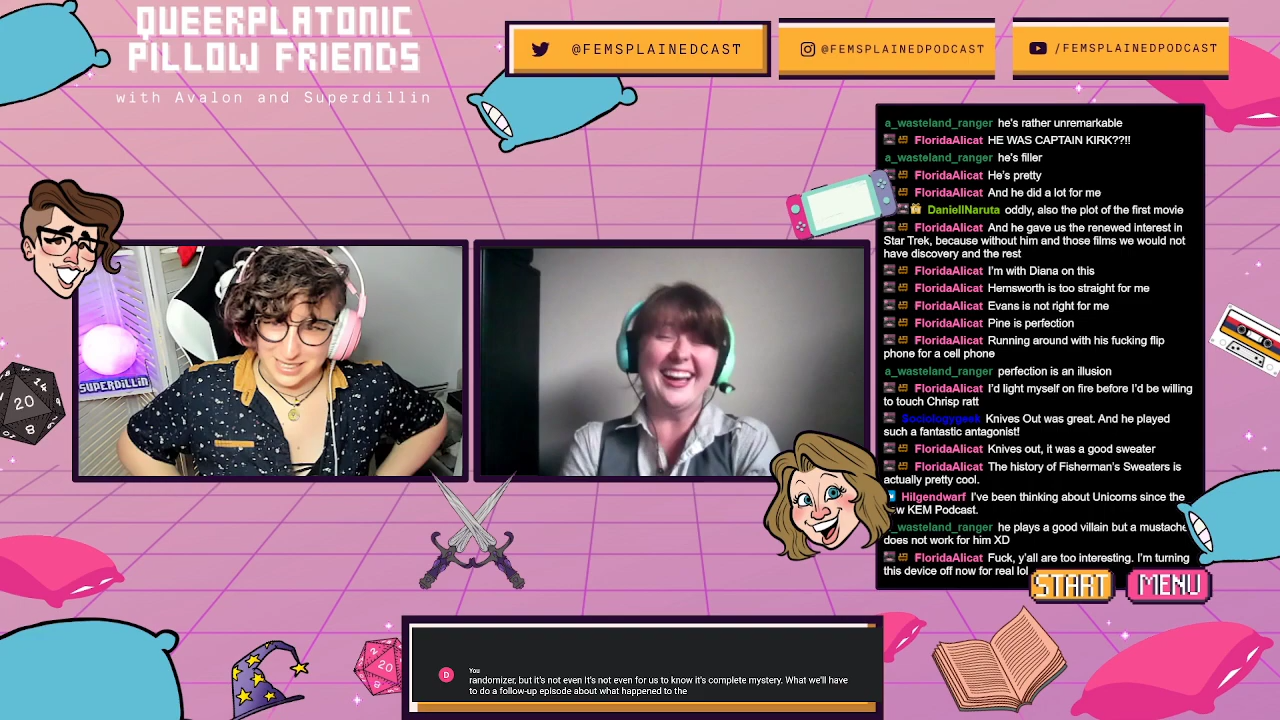 QUEERPLATONIC
PILLOW FRIENDS
with Avalon and Superdillin
@FEMSPLAINEDCAST
@FEMSPLAINEDPODCAST
/FEMSPLAINEDPODCAST
a_wasteland_ranger he's rather unremarkable
FloridaAlicat HE WAS CAPTAIN KIRK??!!
a_wasteland_ranger he's filler
FloridaAlicat He's pretty
FloridaAlicat And he did a lot for me
DaniellNaruta oddly, also the plot of the first movie
FloridaAlicat And he gave us the renewed interest in
Star Trek, because without him and those films we would not
have discovery and the rest
FloridaAlicat I'm with Diana on this
FloridaAlicat Hemsworth is too straight for me
FloridaAlicat Evans is not right for me
FloridaAlicat Pine is perfection
FloridaAlicat Running around with his fucking flip
phone for a cell phone
a_wasteland_ranger perfection is an illusion
FloridaAlicat I'd light myself on fire before I'd be willing
to touch Chrisp ratt
Sociologygeek Knives Out was great. And he played
such a fantastic antagonist!
FloridaAlicat Knives out, it was a good sweater
FloridaAlicat The history of Fisherman's Sweaters is
actually pretty cool.
Hilgendwarf I've been thinking about Unicorns since the
w KEM Podcast.
_wasteland_ranger he plays a good villain but a mustache
does not work for him XD
FloridaAlicat Fuck, y'all are too interesting. I'm turning
this device off now for real lol
START MENU
SUPERDILLIN
20
14
8
20
D
You
randomizer, but it's not even it's not even for us to know it's complete mystery. What we'll have
to do a follow-up episode about what happened to the